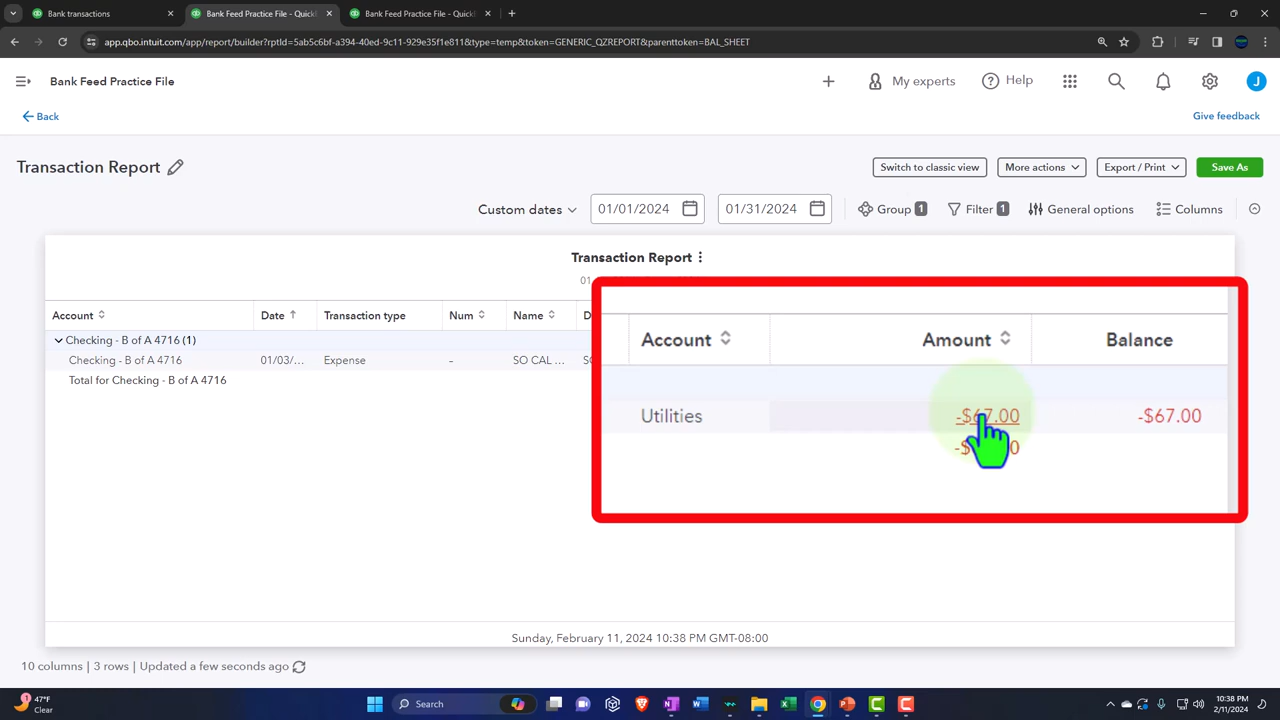 Bank transactions
Bank Feed Practice File - Quick
Bank Feed Practice File - Quick
app.qbo.intuit.com/app/report/builder?rptId=5ab5c6bf-a394-40ed-9c11-929e35f1e811&type=temp&token=GENERIC_QZREPORT&parenttoken=BAL_SHEET
Bank Feed Practice File
My experts
Help
J
Back
Give feedback
Transaction Report
Switch to classic view
More actions
Export / Print
Save As
Custom dates
01/01/2024
01/31/2024
Group 1
Filter 1
General options
Columns
Transaction Report
01
Account
Date
Transaction type
Num
Name
D
Checking - B of A 4716 (1)
Checking - B of A 4716
01/03/...
Expense
–
SO CAL ...
SC
Total for Checking - B of A 4716
Account
Amount
Balance
Utilities
-$67.00
-$67.00
Sunday, February 11, 2024 10:38 PM GMT-08:00
10 columns | 3 rows | Updated a few seconds ago
1
47°F
Clear
Search
10:38 PM
2/11/2024